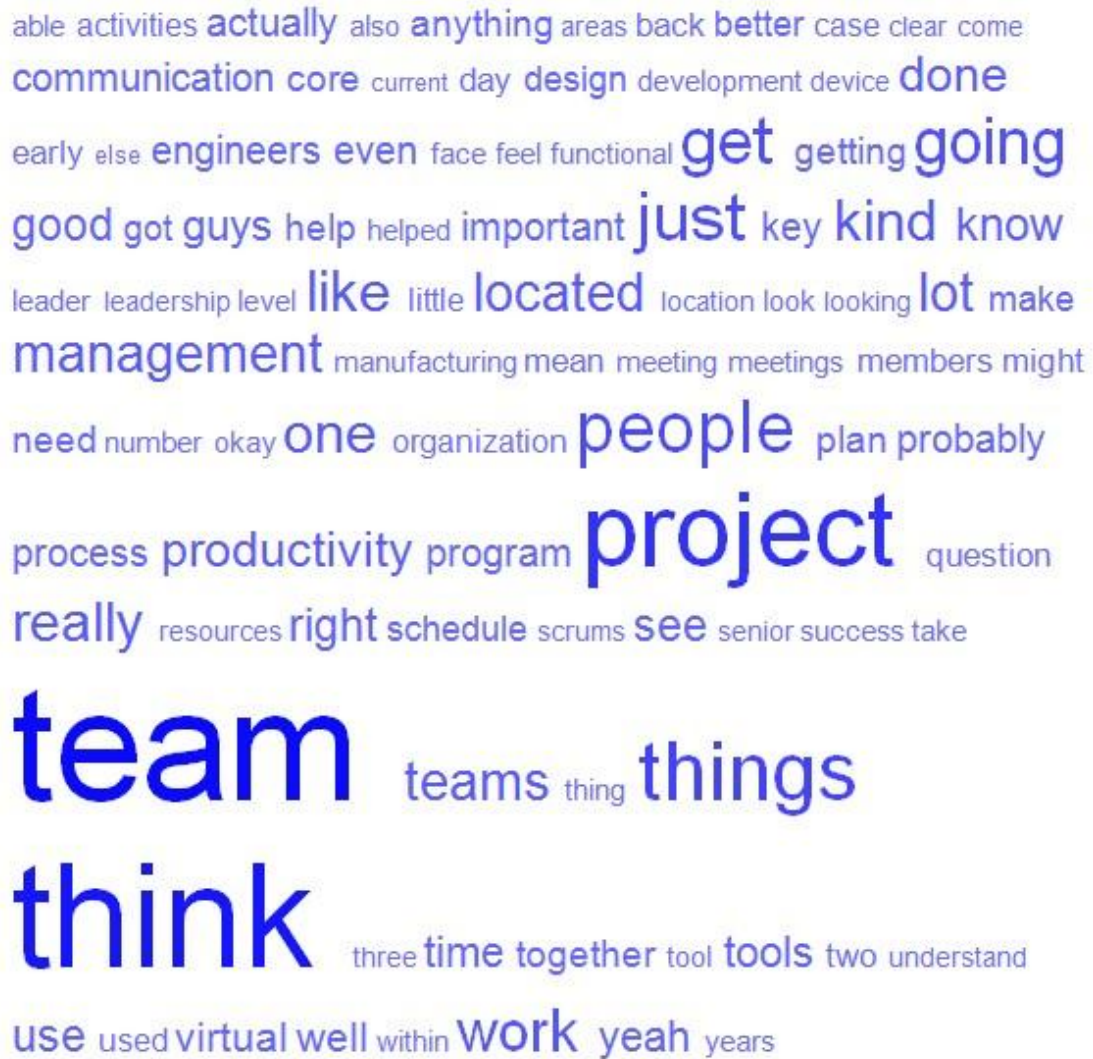 able activities actually also anything areas back better case clear come
communication core current day design development device done
early else engineers even face feel functional get getting going
good got guys help helped important just key kind know
leader leadership level like little located location look looking lot make
management manufacturing mean meeting meetings members might
need number okay one organization people plan probably
process productivity program project question
really resources right schedule scrums see senior success take
team teams thing things
think three time together tool tools two understand
use used virtual well within work yeah years